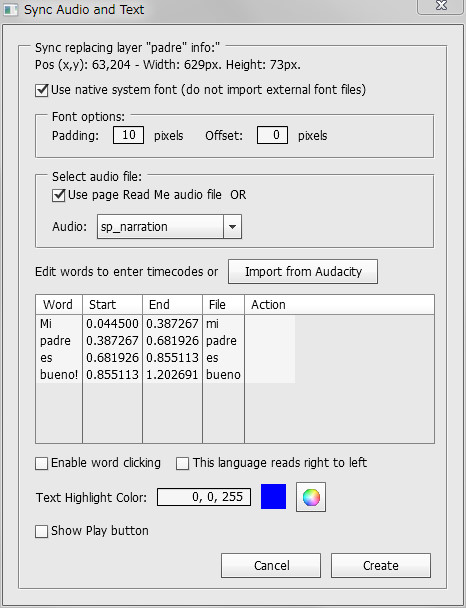 Sync Audio and Text
Sync replacing layer "padre" info:"
Pos (x,y): 63,204 - Width: 629px. Height: 73px.
Use native system font (do not import external font files)
Font options:
Padding: 10 pixels Offset: 0 pixels
Select audio file:
Use page Read Me audio file OR
Audio: sp_narration
Edit words to enter timecodes or Import from Audacity
Word Start End File Action
Mi 0.044500 0.387267 mi
padre 0.387267 0.681926 padre
es 0.681926 0.855113 es
bueno! 0.855113 1.202691 bueno
Enable word clicking This language reads right to left
Text Highlight Color: 0, 0, 255
Show Play button
Cancel Create